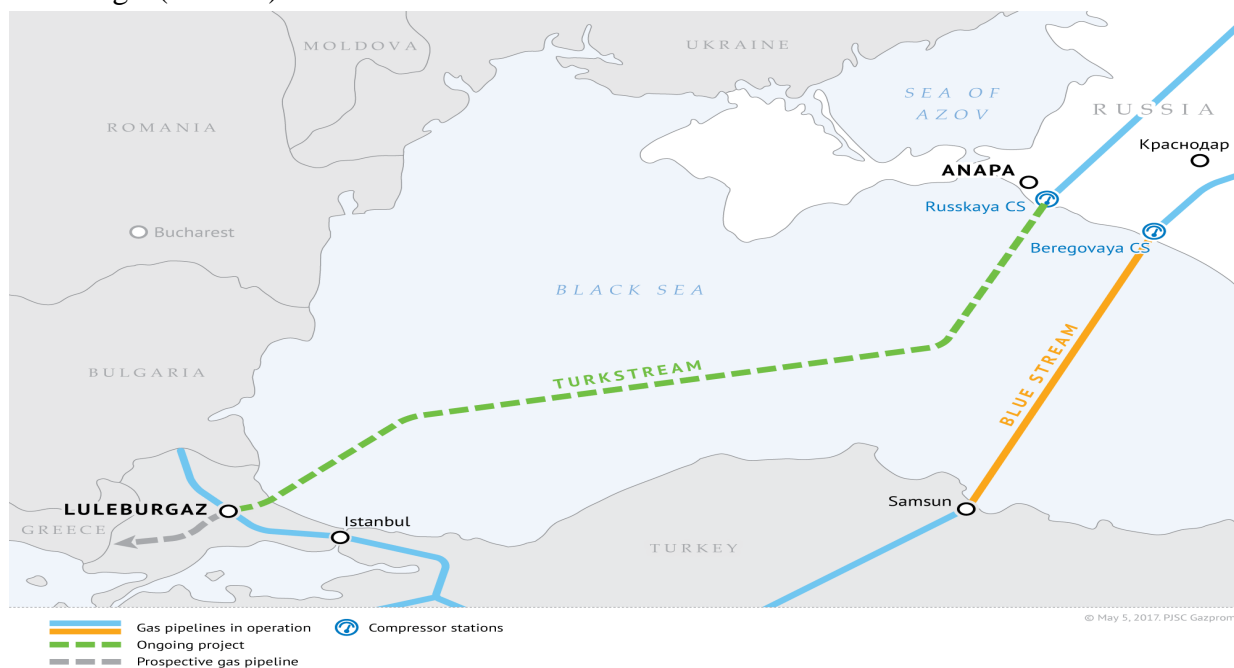 MOLDOVA
UKRAINE
SEA OF
AZOV
RUSSIA
ROMANIA
Краснодар
ANAPA
Russkaya CS
Bucharest
Beregovaya CS
BLACK SEA
BULGARIA
TURKSTREAM
BLUE STREAM
LULEBURGAZ
Samsun
GREECE
Istanbul
TURKEY
© May 5, 2017. PJSC Gazprom
Gas pipelines in operation
Compressor stations
Ongoing project
Prospective gas pipeline